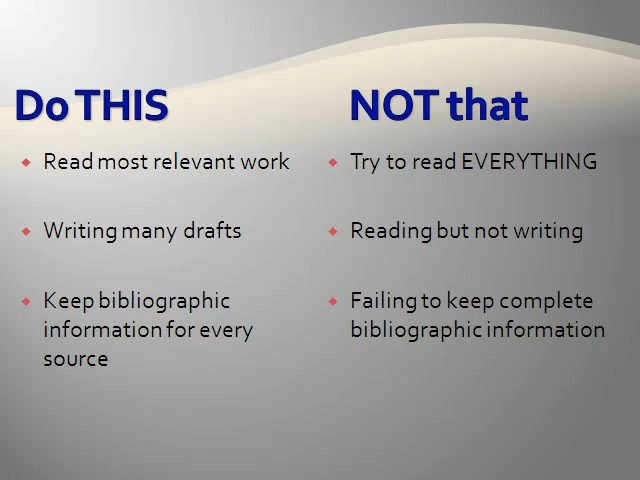 Do THIS
Read most relevant work
Writing many drafts
Keep bibliographic
information for every
source
NOT that
Try to read EVERYTHING
Reading but not writing
Failing to keep complete
bibliographic information